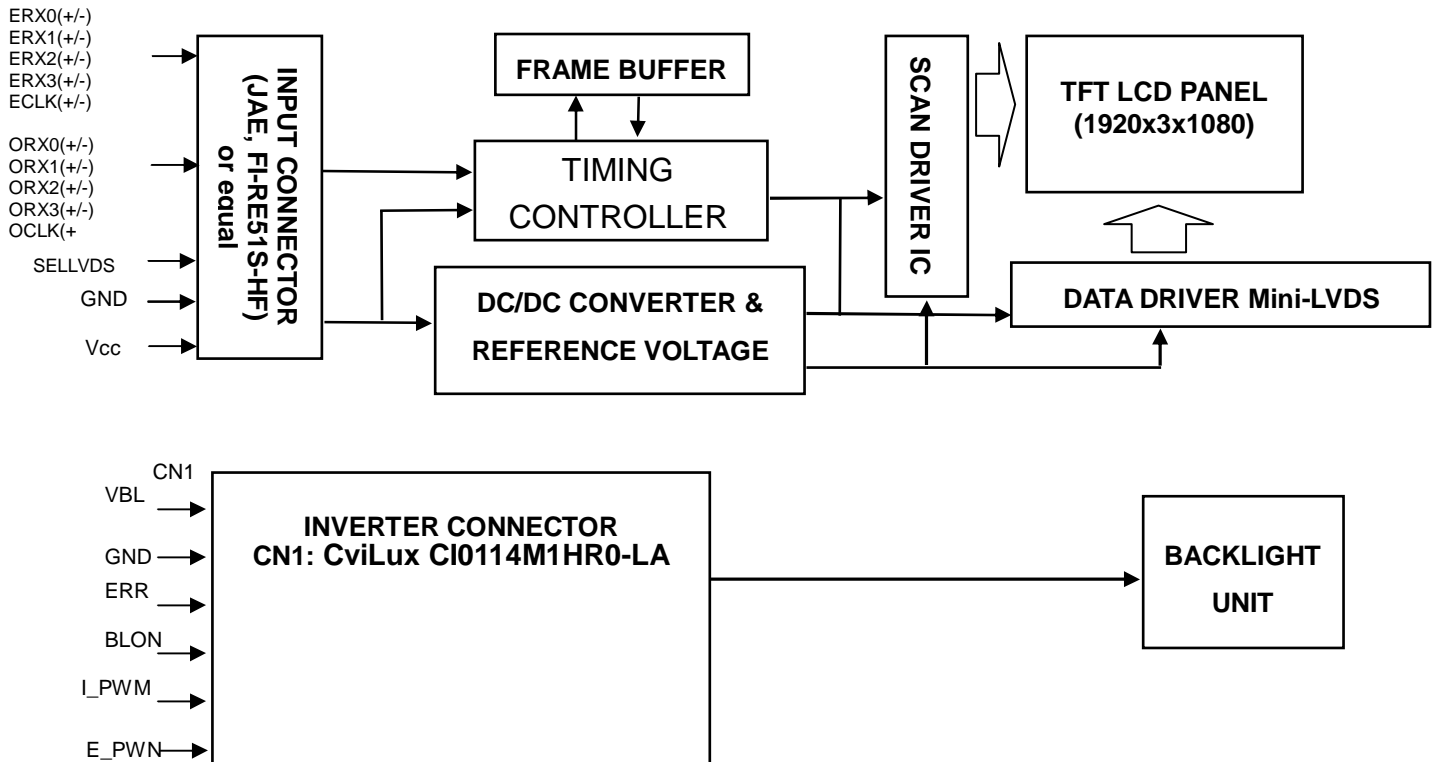 ERX0(+/-)
ERX1(+/-)
ERX2(+/-)
ERX3(+/-)
ECLK(+/-)
ORX0(+/-)
ORX1(+/-)
ORX2(+/-)
ORX3(+/-)
OCLK(+
SELLVDS
GND
Vcc
INPUT CONNECTOR
(JAE, FI-RE51S-HF)
or equal
FRAME BUFFER
TIMING
CONTROLLER
DC/DC CONVERTER &
REFERENCE VOLTAGE
SCAN DRIVER IC
TFT LCD PANEL
(1920x3x1080)
DATA DRIVER Mini-LVDS
CN1
VBL
GND
ERR
BLON
I_PWM
E_PWN
INVERTER CONNECTOR
CN1: CviLux CI0114M1HR0-LA
BACKLIGHT
UNIT